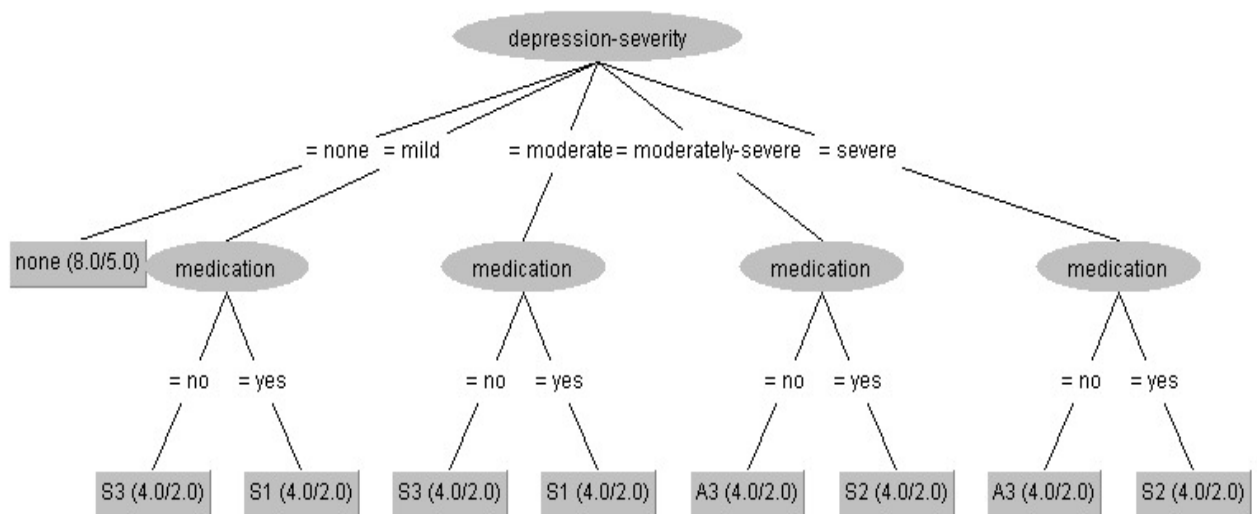 depression-severity
= none
= mild
= moderate
= moderately-severe
= severe
none (8.0/5.0)
medication
medication
medication
medication
= no
= yes
= no
= yes
= no
= yes
= no
= yes
S3 (4.0/2.0)
S1 (4.0/2.0)
S3 (4.0/2.0)
S1 (4.0/2.0)
A3 (4.0/2.0)
S2 (4.0/2.0)
A3 (4.0/2.0)
S2 (4.0/2.0)